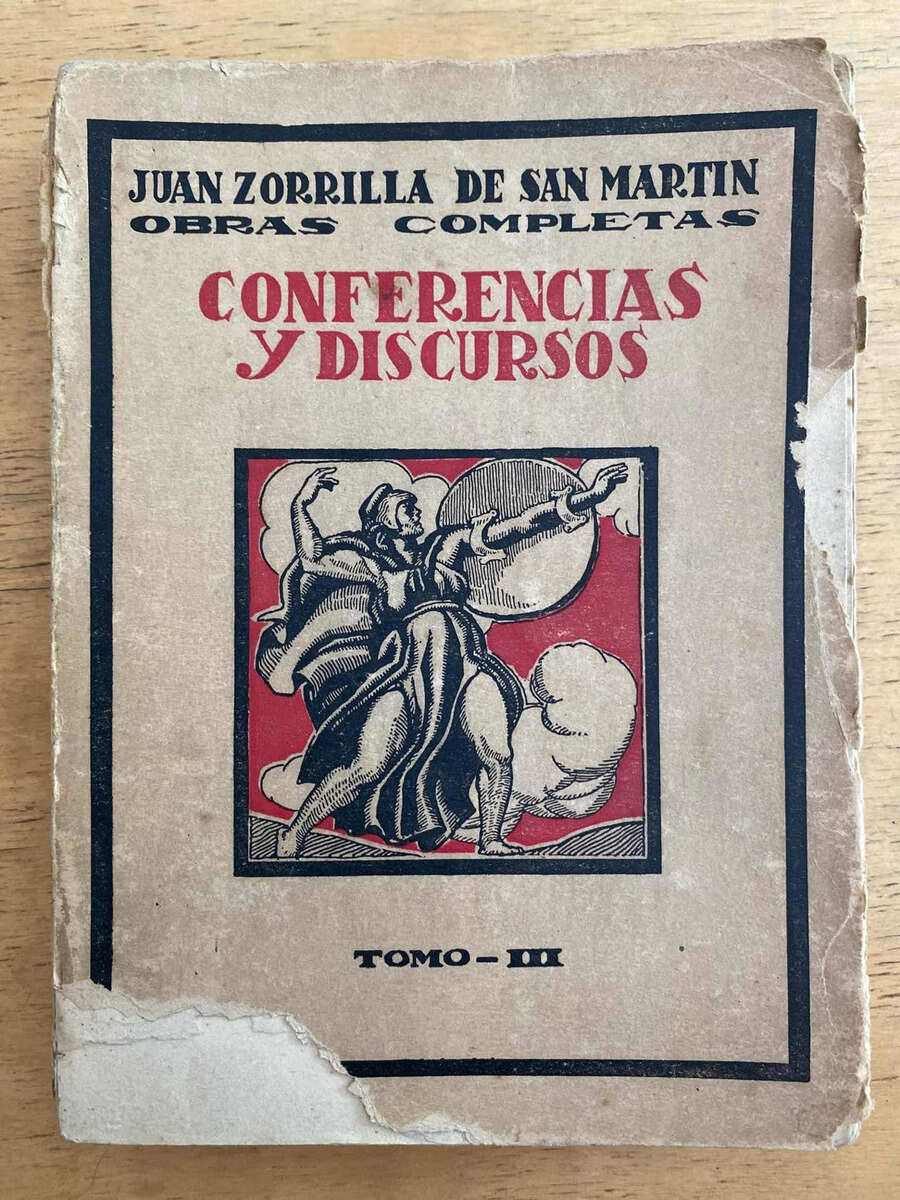 JUAN ZORRILLA DE SAN MARTIN
OBRAS COMPLETAS
CONFERENCIAS
Y DISCURSOS
TOMO - III